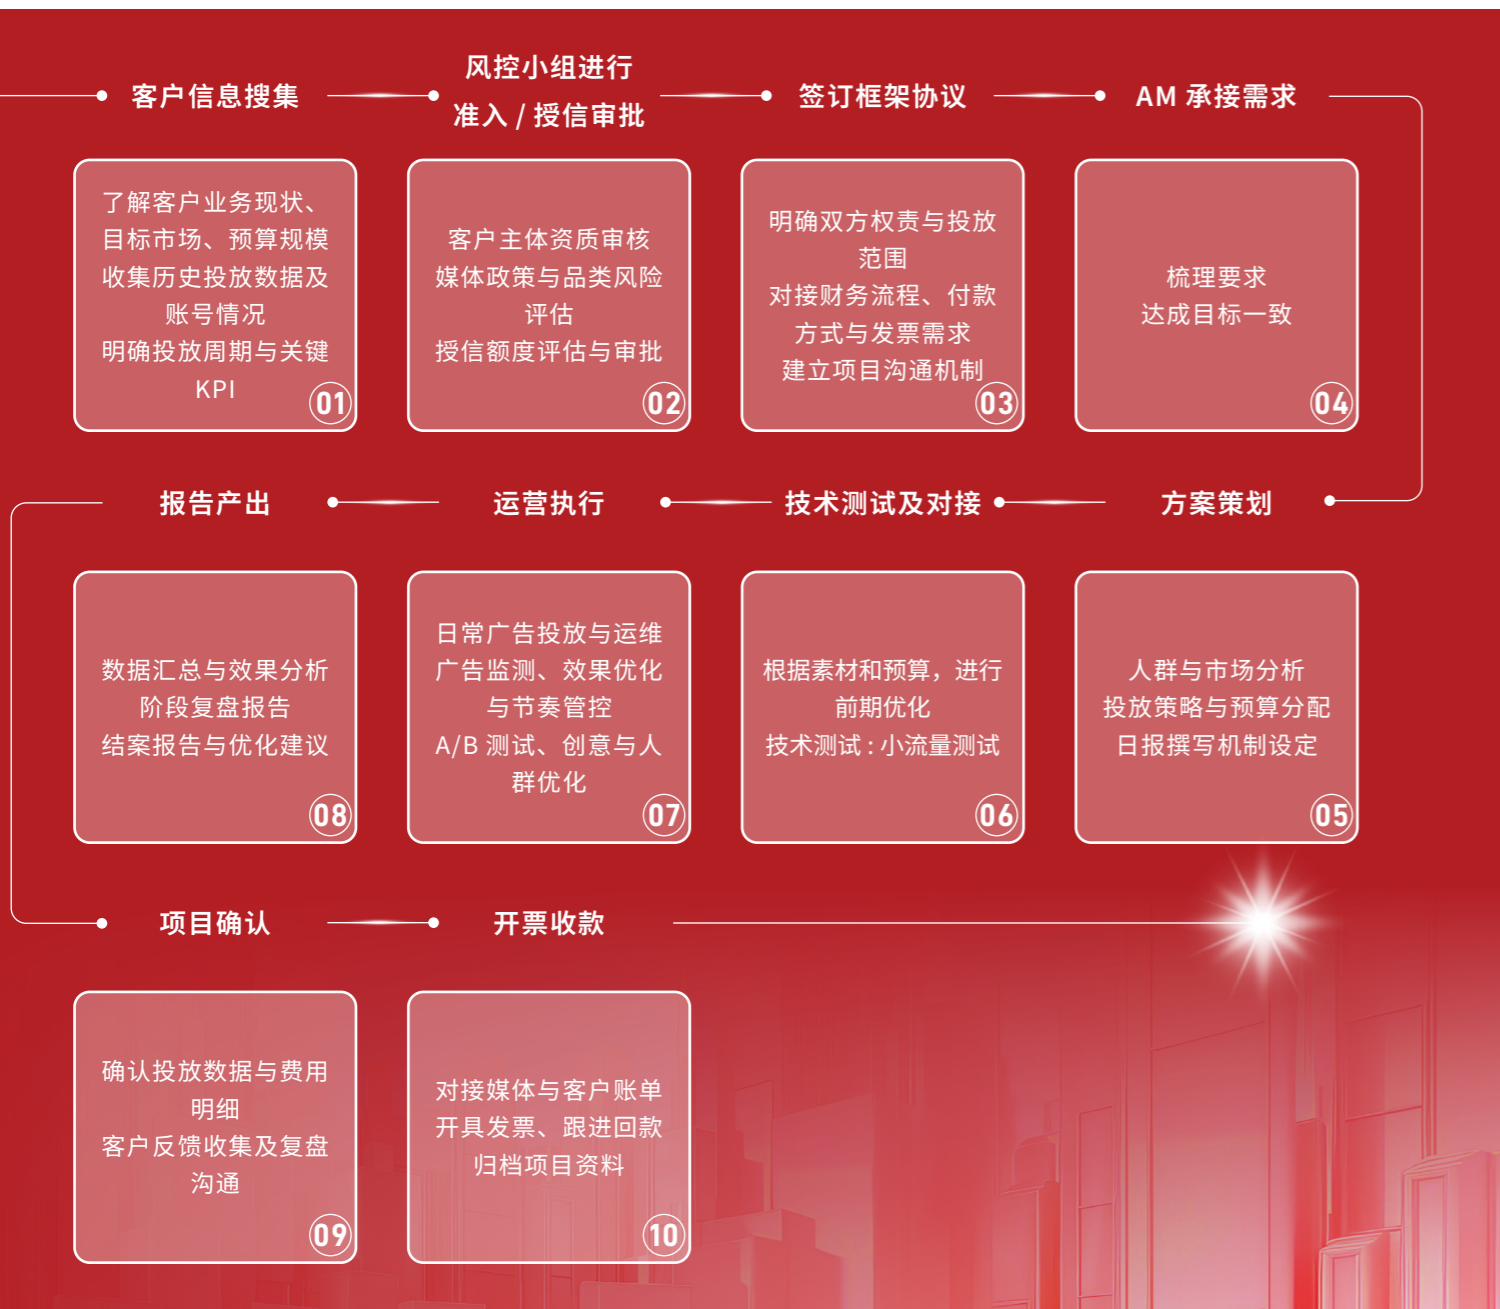 客户信息搜集
风控小组进行
准入 / 授信审批
签订框架协议
AM 承接需求
了解客户业务现状、
目标市场、预算规模
收集历史投放数据及
账号情况
明确投放周期与关键
KPI
01
客户主体资质审核
媒体政策与品类风险
评估
授信额度评估与审批
02
明确双方权责与投放
范围
对接财务流程、付款
方式与发票需求
建立项目沟通机制
03
梳理要求
达成目标一致
04
方案策划
技术测试及对接
运营执行
报告产出
人群与市场分析
投放策略与预算分配
日报撰写机制设定
05
根据素材和预算，进行
前期优化
技术测试 : 小流量测试
06
日常广告投放与运维
广告监测、效果优化
与节奏管控
A/B 测试、创意与人
群优化
07
数据汇总与效果分析
阶段复盘报告
结案报告与优化建议
08
项目确认
开票收款
确认投放数据与费用
明细
客户反馈收集及复盘
沟通
09
对接媒体与客户账单
开具发票、跟进回款
归档项目资料
10